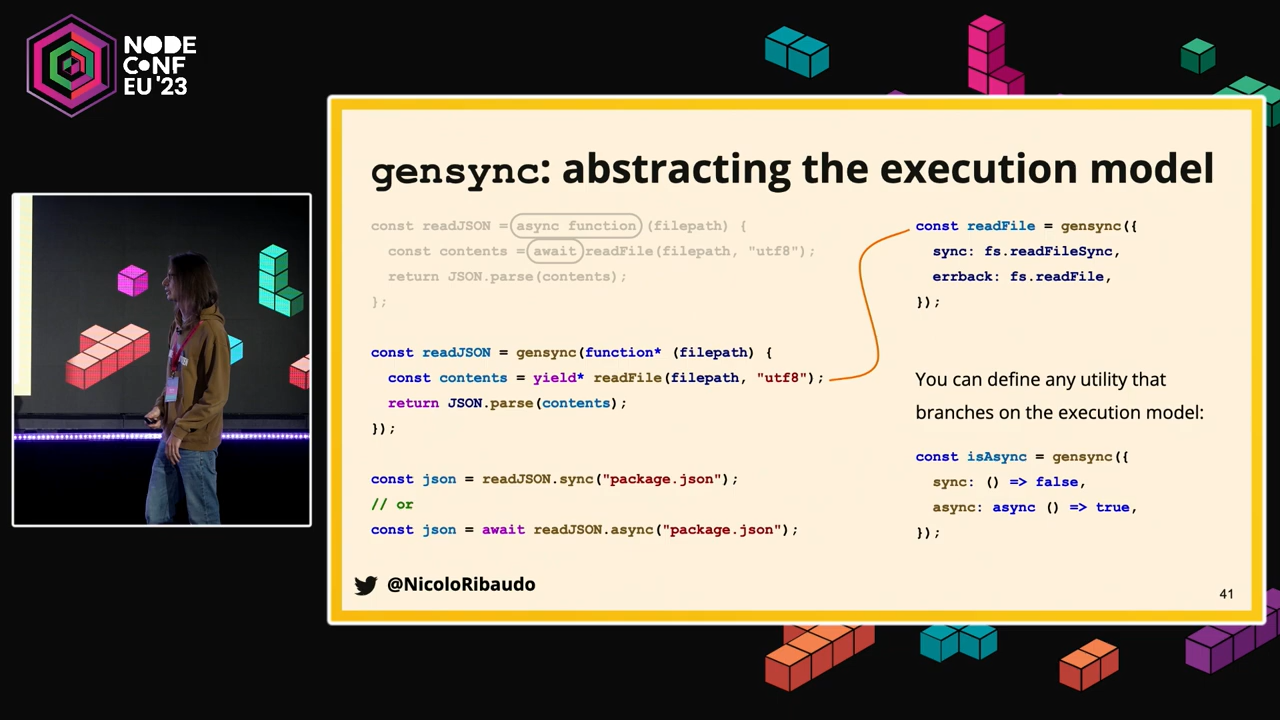 NODE
CONF
EU '23
gensync: abstracting the execution model
const readJSON = async function (filepath) {
  const contents = await readFile(filepath, "utf8");
  return JSON.parse(contents);
};
const readJSON = gensync(function* (filepath) {
  const contents = yield* readFile(filepath, "utf8");
  return JSON.parse(contents);
});
const json = readJSON.sync("package.json");
// or
const json = await readJSON.async("package.json");
const readFile = gensync({
  sync: fs.readFileSync,
  errback: fs.readFile,
});
You can define any utility that
branches on the execution model:
const isAsync = gensync({
  sync: () => false,
  async: async () => true,
});
@NicoloRibaudo
41